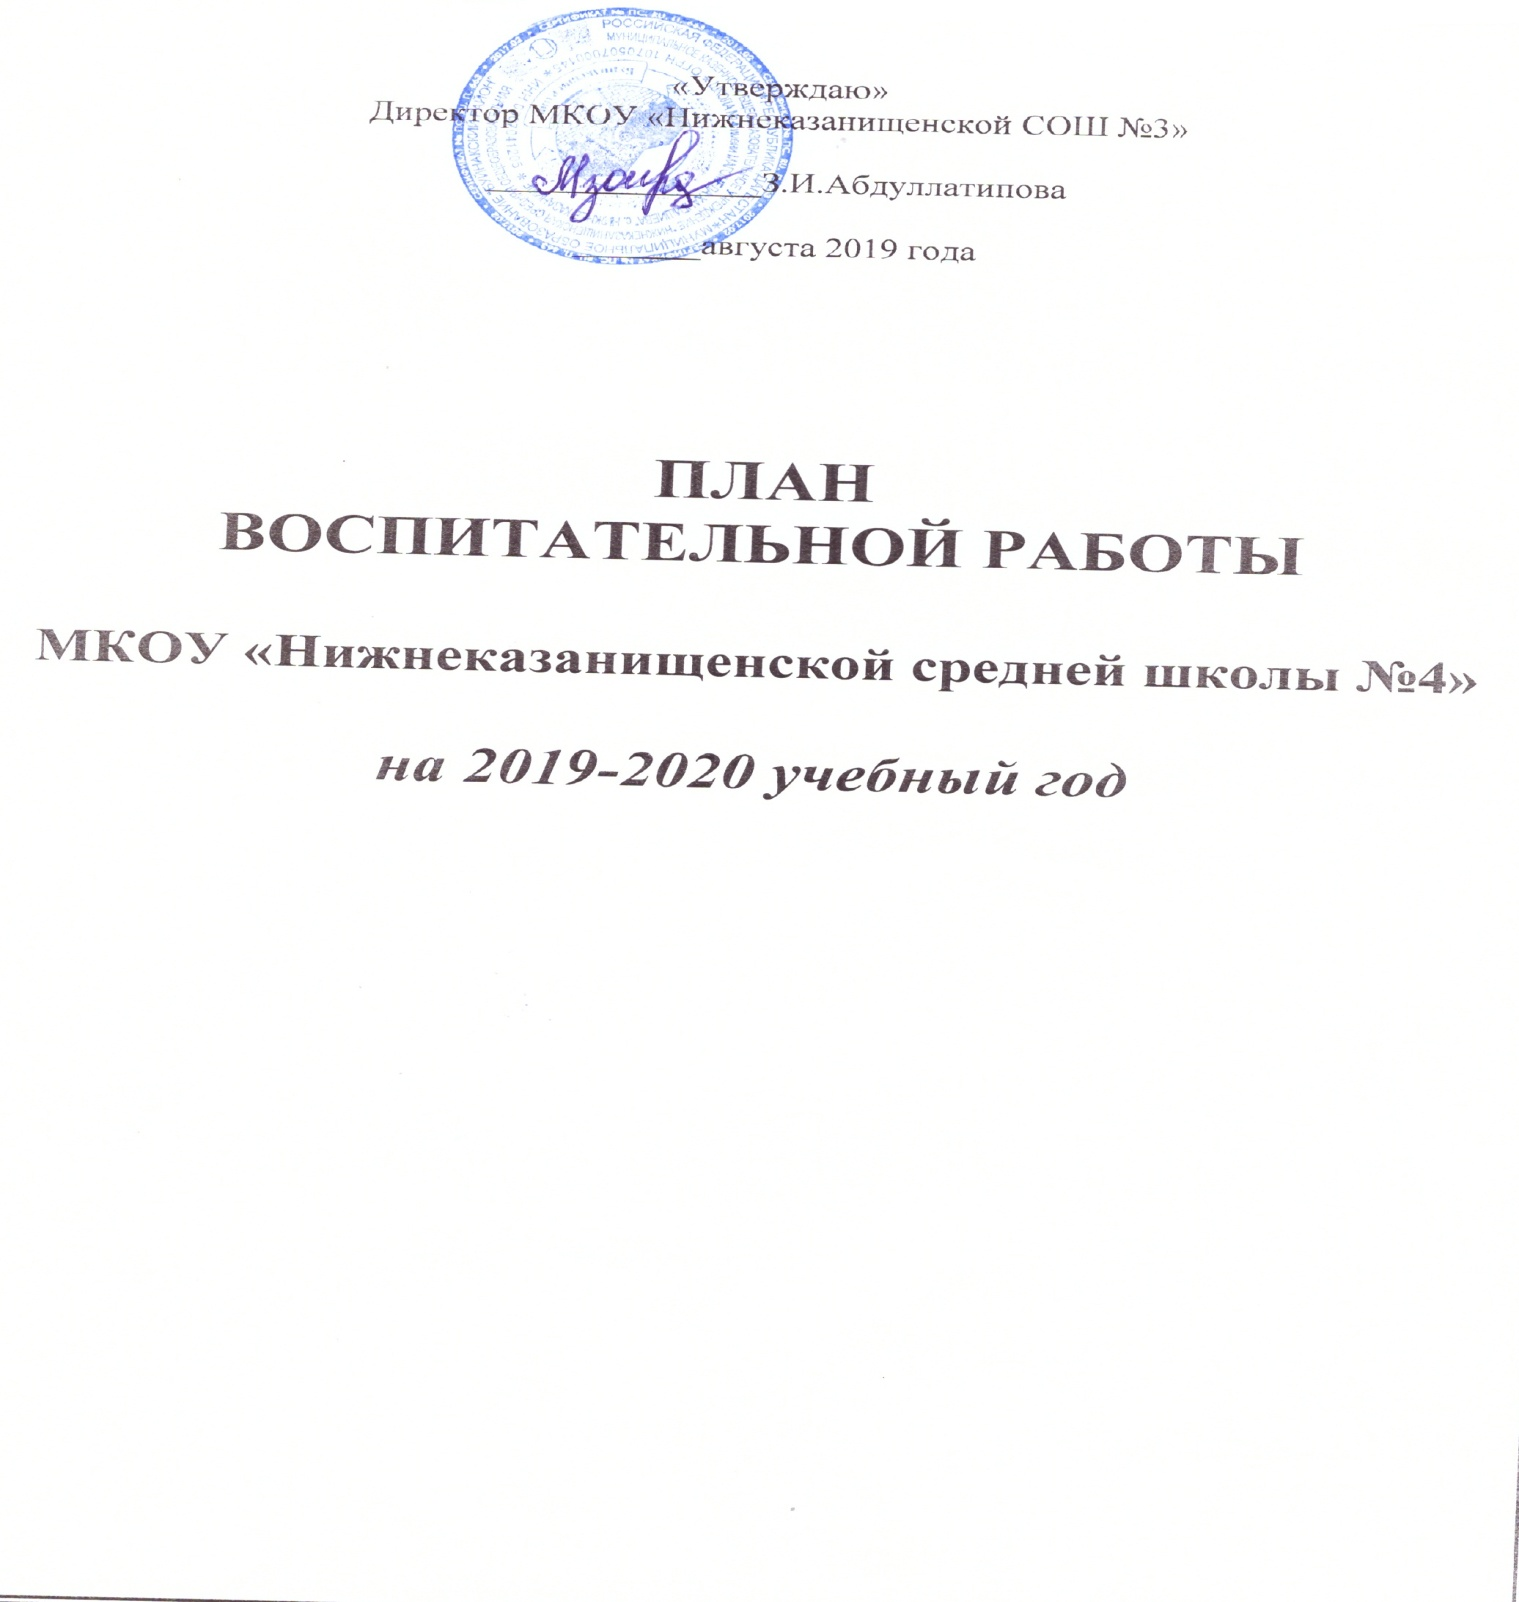 «Утверждаю»
Директор МКОУ «Нижнеказанищенской СОШ №3»
З.И.Абдуллатипова
августа 2019 года
ПЛАН
ВОСПИТАТЕЛЬНОЙ РАБОТЫ
МКОУ «Нижнеказанищенской средней школы №4»
на 2019-2020 учебный год